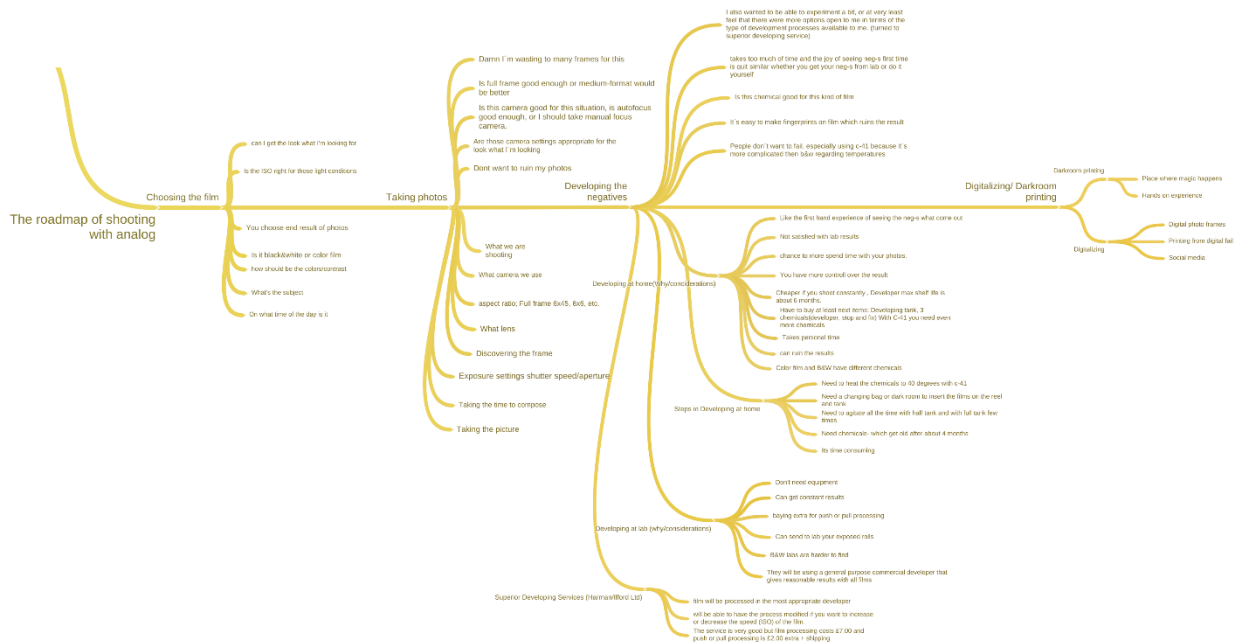 The roadmap of shooting
with analog
Choosing the film
can I get the look what I'm looking for
Is the ISO right for those light conditions
You choose end result of photos
Is it black&white or color film
how should be the colors/contrast
What's the subject
On what time of the day is it
Taking photos
Damn I´m wasting to many frames for this
Is full frame good enough or medium-format would
be better
Is this camera good for this situation, is autofocus
good enough, or I should take manual focus
camera.
Are those camera settings appropriate for the
look what I´m looking
Dont want to ruin my photos
What we are
shooting
What camera we use
aspect ratio; Full frame 6x45, 6x6, etc.
What lens
Discovering the frame
Exposure settings shutter speed/aperture
Taking the time to compose
Taking the picture
Developing the
negatives
I also wanted to be able to experiment a bit, or at very least
feel that there were more options open to me in terms of the
type of development processes available to me. (turned to
superior developing service)
takes too much of time and the joy of seeing neg-s first time
is quit similar whether you get your neg-s from lab or do it
yourself
Is this chemical good for this kind of film
It´s easy to make fingerprints on film which ruins the result
People don´t want to fail, especially using c-41 because it´s
more complicated then b&w regarding temperatures
Developing at home(Why/considerations)
Like the first hand experience of seeing the neg-s what come out
Not satisfied with lab results
chance to more spend time with your photos.
You have more controll over the result
Cheaper if you shoot constantly , Developer max shelf life is
about 6 months.
Have to buy at least next items: Developing tank, 3
chemicals(developer, stop and fix) With C-41 you need even
more chemicals
Takes personal time
can ruin the results
Color film and B&W have different chemicals
Steps in Developing at home
Need to heat the chemicals to 40 degrees with c-41
Need a changing bag or dark room to insert the films on the reel
and tank
Need to agitate all the time with half tank and with full tank few
times
Need chemicals- which get old after about 4 months
Its time consuming
Developing at lab (why/considerations)
Don't need equipment
Can get constant results
baying extra for push or pull processing
Can send to lab your exposed rolls
B&W labs are harder to find
They will be using a general purpose commercial developer that
gives reasonable results with all films
Superior Developing Services (Harman/Ilford Ltd)
film will be processed in the most appropriate developer
will be able to have the process modified if you want to increase
or decrease the speed (ISO) of the film.
The service is very good but film processing costs £7.00 and
push or pull processing is £2.00 extra + shipping
Digitalizing/ Darkroom
printing
Darkroom printing
Place where magic happens
Hands on experience
Digitalizing
Digital photo frames
Printing from digital fail
Social media